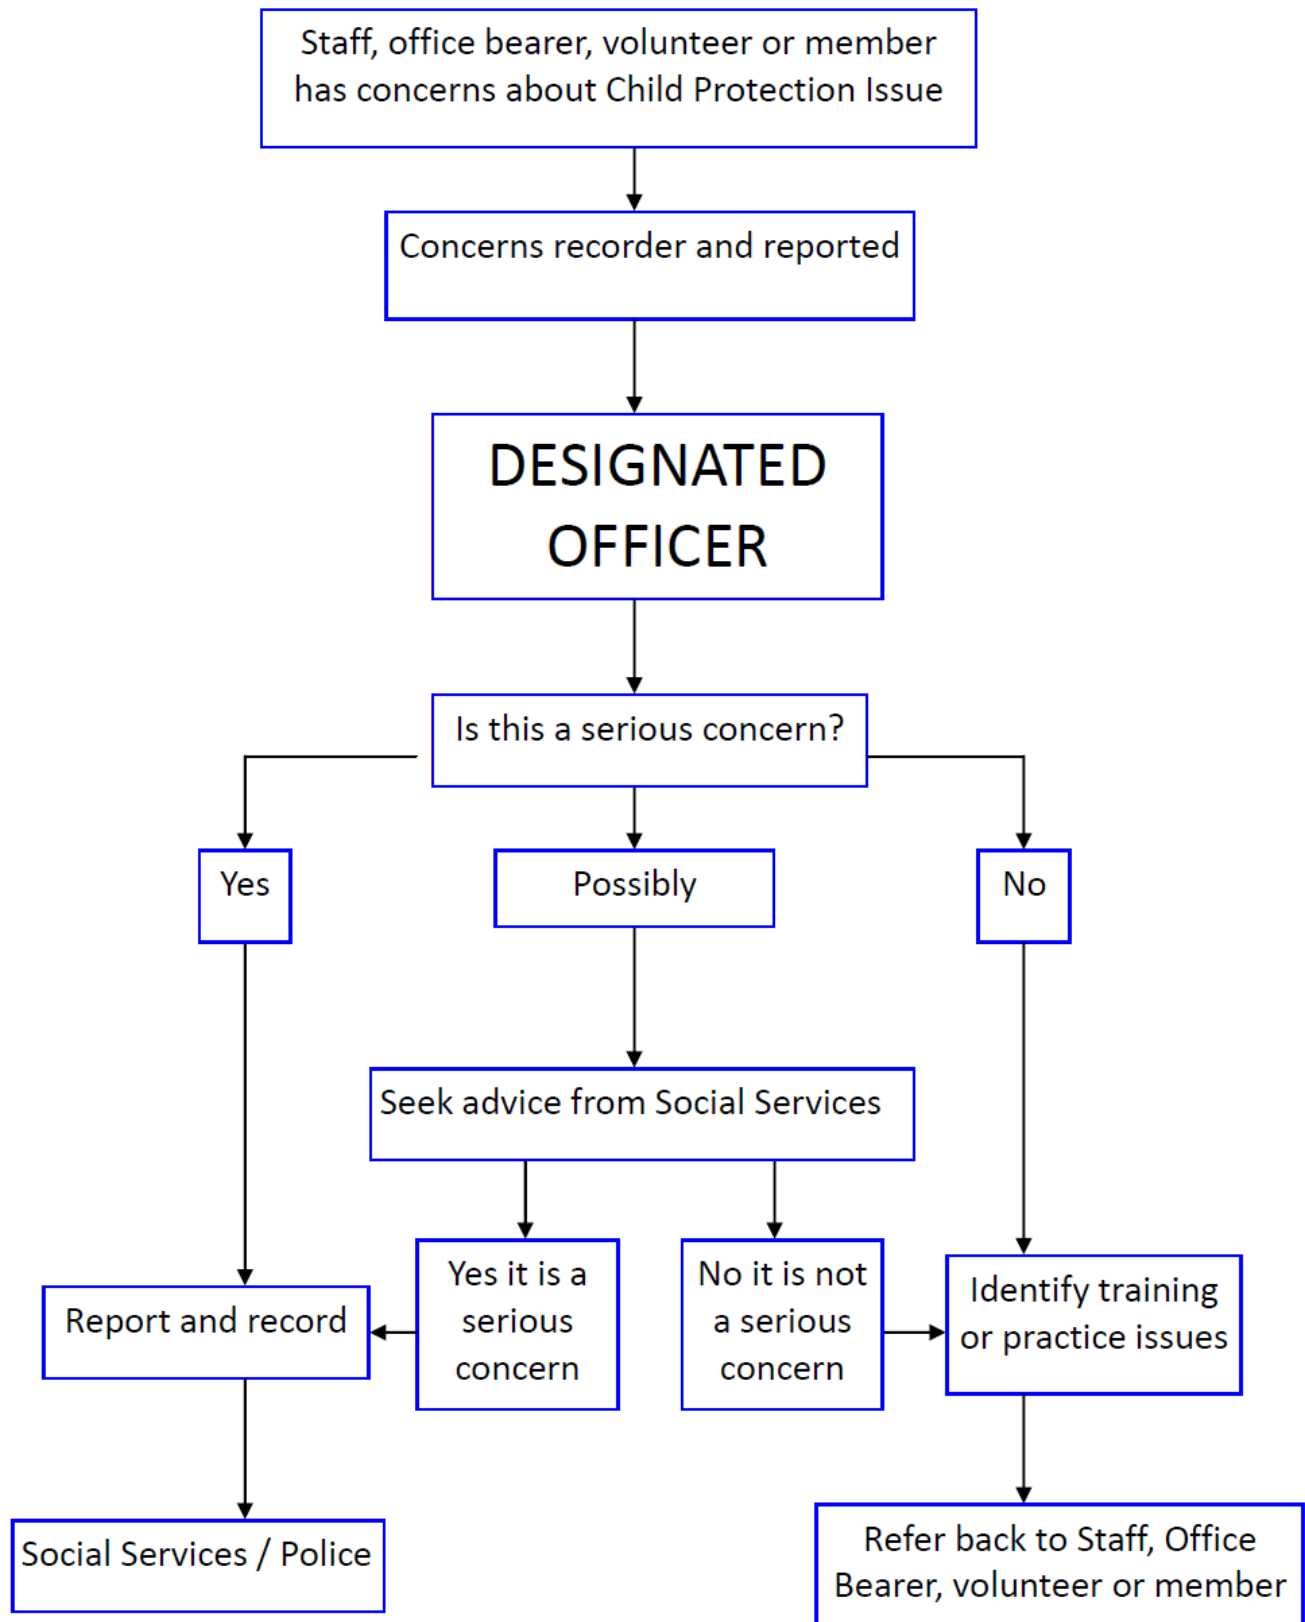 Staff, office bearer, volunteer or member
has concerns about Child Protection Issue
Concerns recorder and reported
DESIGNATED
OFFICER
Is this a serious concern?
Yes
Possibly
No
Seek advice from Social Services
Yes it is a
serious
concern
No it is not
a serious
concern
Report and record
Identify training
or practice issues
Social Services / Police
Refer back to Staff, Office
Bearer, volunteer or member